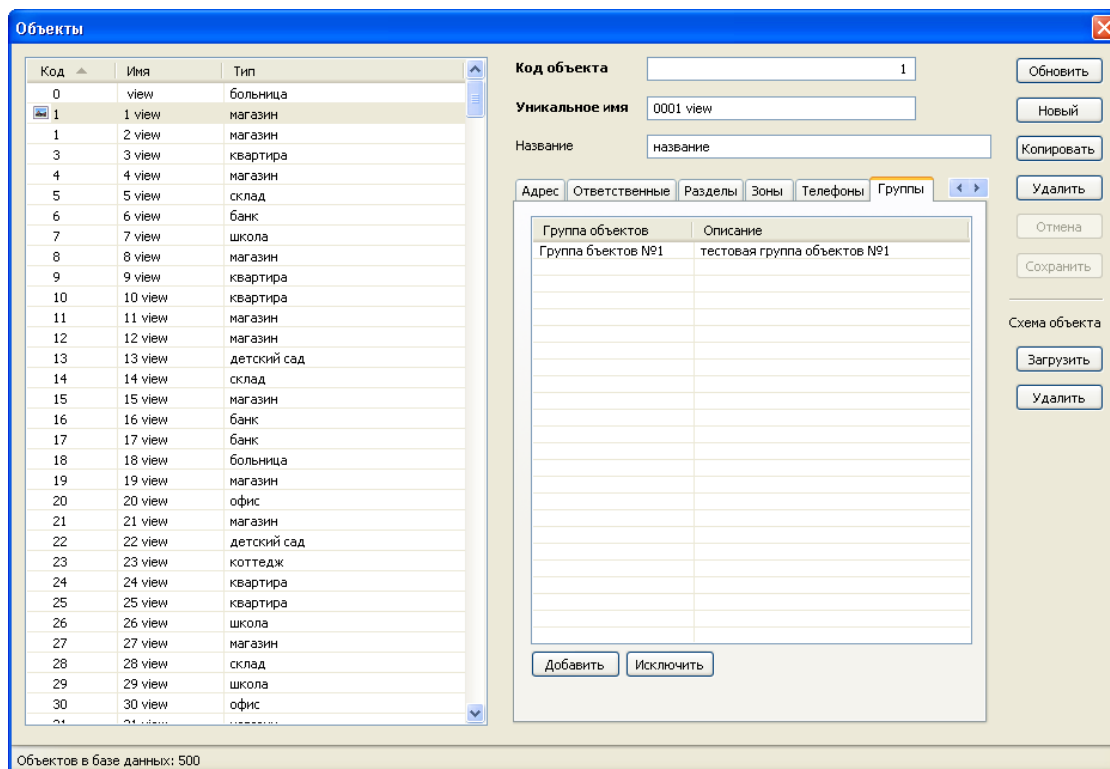 Объекты
Код Имя Тип
0 view больница
1 1 view магазин
1 2 view магазин
3 3 view квартира
4 4 view магазин
5 5 view склад
6 6 view банк
7 7 view школа
8 8 view магазин
9 9 view квартира
10 10 view квартира
11 11 view магазин
12 12 view магазин
13 13 view детский сад
14 14 view склад
15 15 view магазин
16 16 view банк
17 17 view банк
18 18 view больница
19 19 view магазин
20 20 view офис
21 21 view магазин
22 22 view детский сад
23 23 view коттедж
24 24 view квартира
25 25 view квартира
26 26 view школа
27 27 view магазин
28 28 view склад
29 29 view школа
30 30 view офис
Код объекта 1
Уникальное имя 0001 view
Название название
Адрес Ответственные Разделы Зоны Телефоны Группы
Группа объектов Описание
Группа бъектов №1 тестовая группа объектов №1
Добавить Исключить
Обновить
Новый
Копировать
Удалить
Отмена
Сохранить
Схема объекта
Загрузить
Удалить
Объектов в базе данных: 500